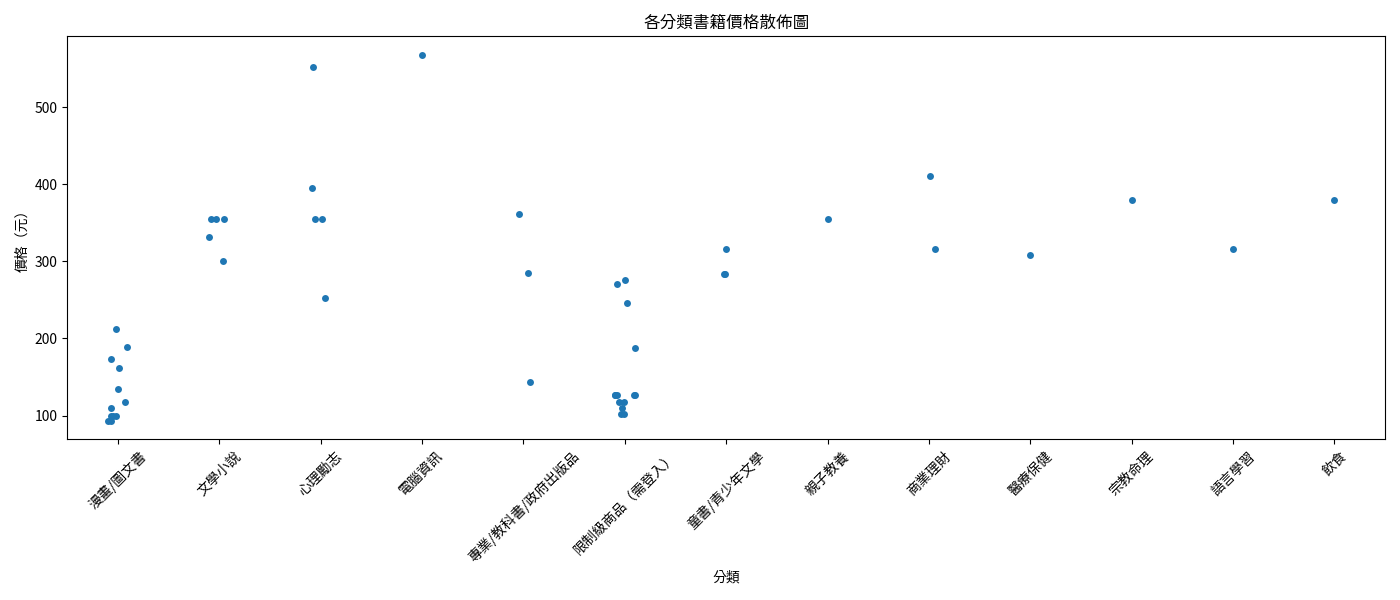 各分類書籍價格散佈圖
價格（元）
500
400
300
200
100
漫畫/圖文書
文學小說
心理勵志
電腦資訊
專業/教科書/政府出版品
限制級商品（需登入）
童書/青少年文學
親子教養
商業理財
醫療保健
宗教命理
語言學習
飲食
分類